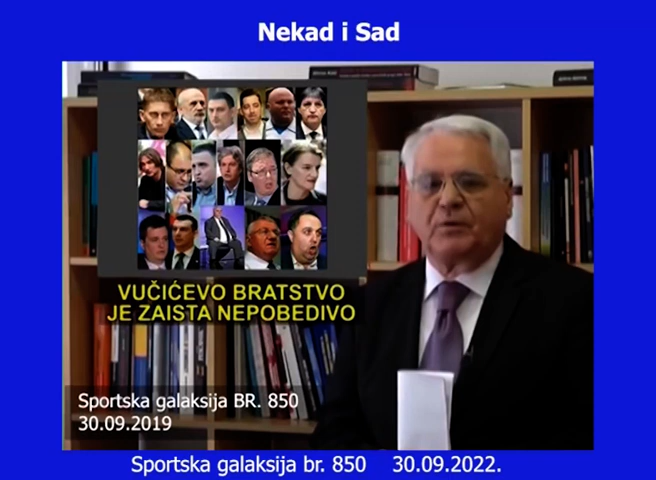 Nekad i Sad
VUČIĆEVO BRATSTVO
JE ZAISTA NEPOBEDIVO
Sportska galaksija BR. 850
30.09.2019
Sportska galaksija br. 850 30.09.2022.